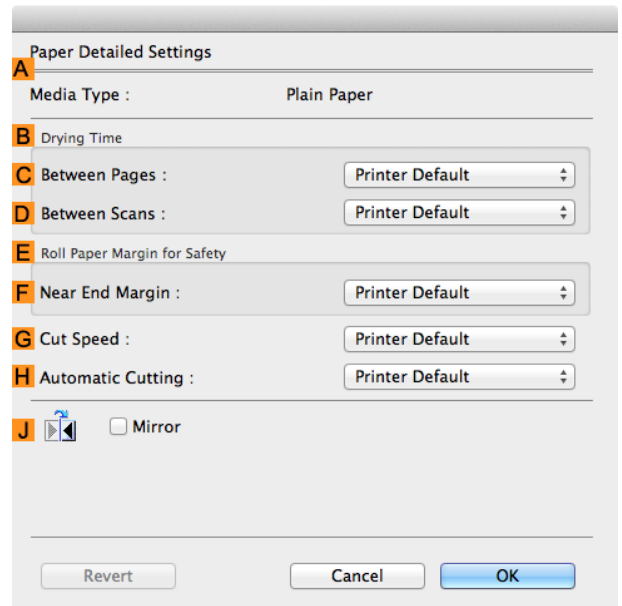 Paper Detailed Settings
A
Media Type : Plain Paper
B Drying Time
C Between Pages : Printer Default
D Between Scans : Printer Default
E Roll Paper Margin for Safety
F Near End Margin : Printer Default
G Cut Speed : Printer Default
H Automatic Cutting : Printer Default
J Mirror
Revert Cancel OK